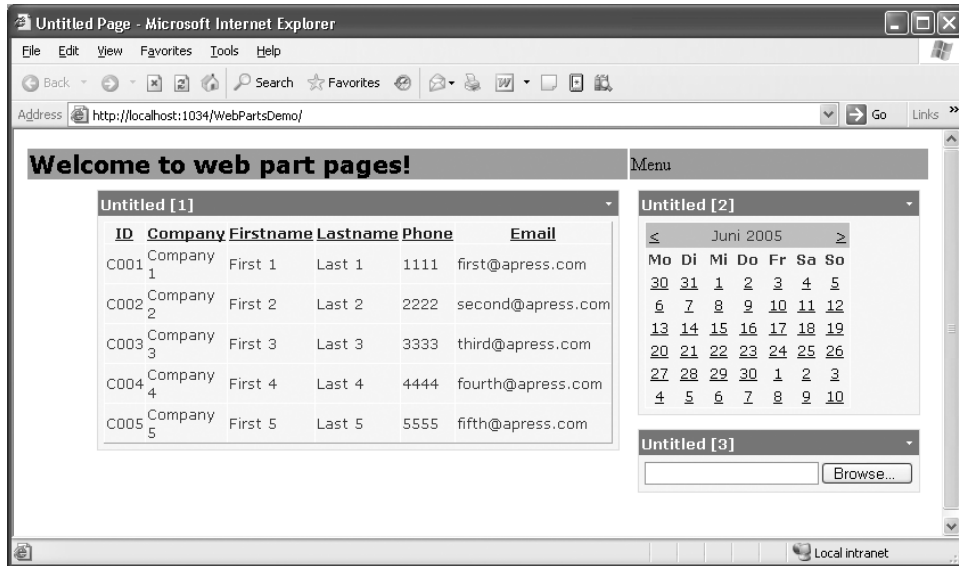 Untitled Page - Microsoft Internet Explorer
File Edit View Favorites Tools Help
Back Search Favorites
Address http://localhost:1034/WebPartsDemo/ Go Links »
Welcome to web part pages! Menu
Untitled [1]
ID Company Firstname Lastname Phone Email
C001 Company 1 First 1 Last 1 1111 first@apress.com
C002 Company 2 First 2 Last 2 2222 second@apress.com
C003 Company 3 First 3 Last 3 3333 third@apress.com
C004 Company 4 First 4 Last 4 4444 fourth@apress.com
C005 Company 5 First 5 Last 5 5555 fifth@apress.com
Untitled [2]
< Juni 2005 >
Mo Di Mi Do Fr Sa So
30 31 1 2 3 4 5
6 7 8 9 10 11 12
13 14 15 16 17 18 19
20 21 22 23 24 25 26
27 28 29 30 1 2 3
4 5 6 7 8 9 10
Untitled [3]
Browse...
Local intranet